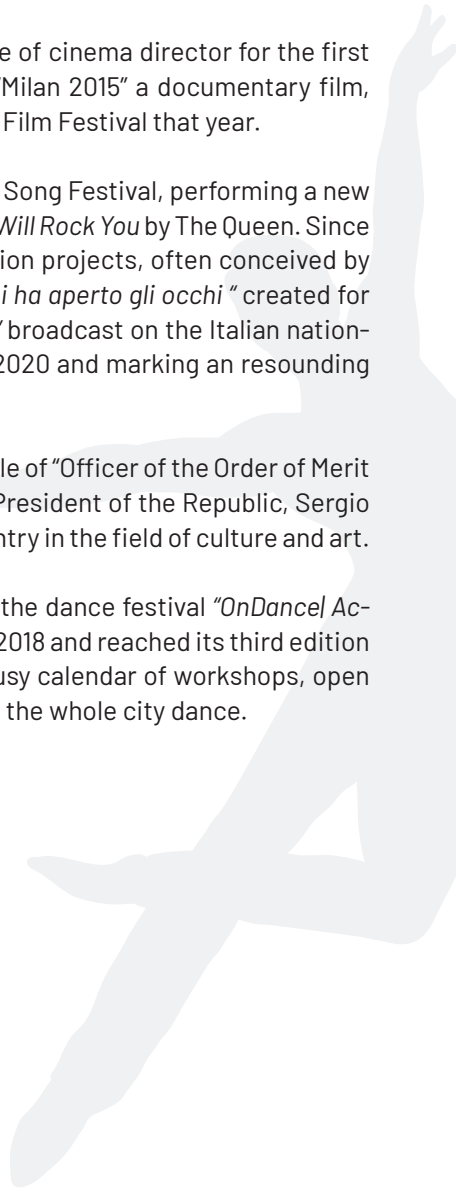 e of cinema director for the first
"Milan 2015" a documentary film,
Film Festival that year.
Song Festival, performing a new
Will Rock You by The Queen. Since
ion projects, often conceived by
i ha aperto gli occhi “ created for
broadcast on the Italian nation-
2020 and marking an resounding
le of “Officer of the Order of Merit
President of the Republic, Sergio
ntry in the field of culture and art.
the dance festival “OnDance| Ac-
2018 and reached its third edition
usy calendar of workshops, open
the whole city dance.